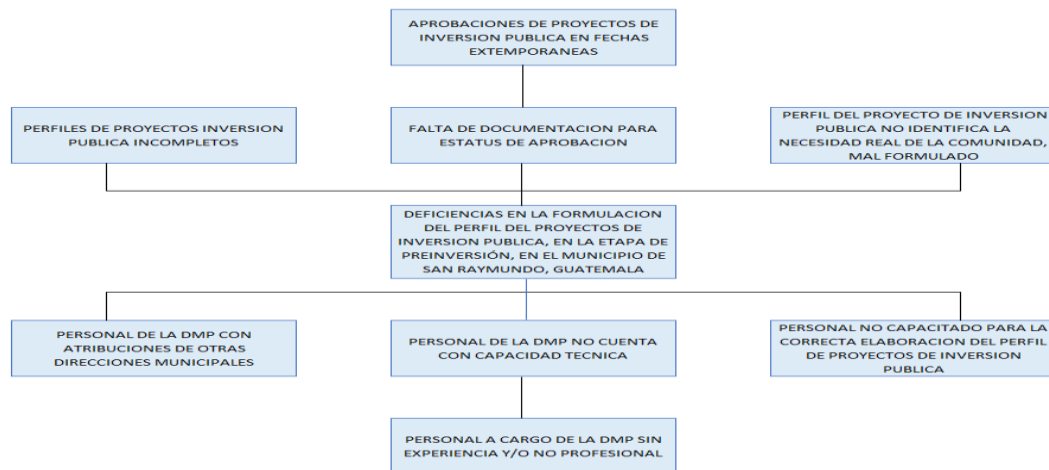 APROBACIONES DE PROYECTOS DE
INVERSION PUBLICA EN FECHAS
EXTEMPORANEAS
PERFILES DE PROYECTOS INVERSION
PUBLICA INCOMPLETOS
FALTA DE DOCUMENTACION PARA
ESTATUS DE APROBACION
PERFIL DEL PROYECTO DE INVERSION
PUBLICA NO IDENTIFICA LA
NECESIDAD REAL DE LA COMUNIDAD,
MAL FORMULADO
DEFICIENCIAS EN LA FORMULACION
DEL PERFIL DEL PROYECTOS DE
INVERSION PUBLICA, EN LA ETAPA DE
PREINVERSIÓN, EN EL MUNICIPIO DE
SAN RAYMUNDO, GUATEMALA
PERSONAL DE LA DMP CON
ATRIBUCIONES DE OTRAS
DIRECCIONES MUNICIPALES
PERSONAL DE LA DMP NO CUENTA
CON CAPACIDAD TECNICA
PERSONAL NO CAPACITADO PARA LA
CORRECTA ELABORACION DEL PERFIL
DE PROYECTOS DE INVERSION
PUBLICA
PERSONAL A CARGO DE LA DMP SIN
EXPERIENCIA Y/O NO PROFESIONAL